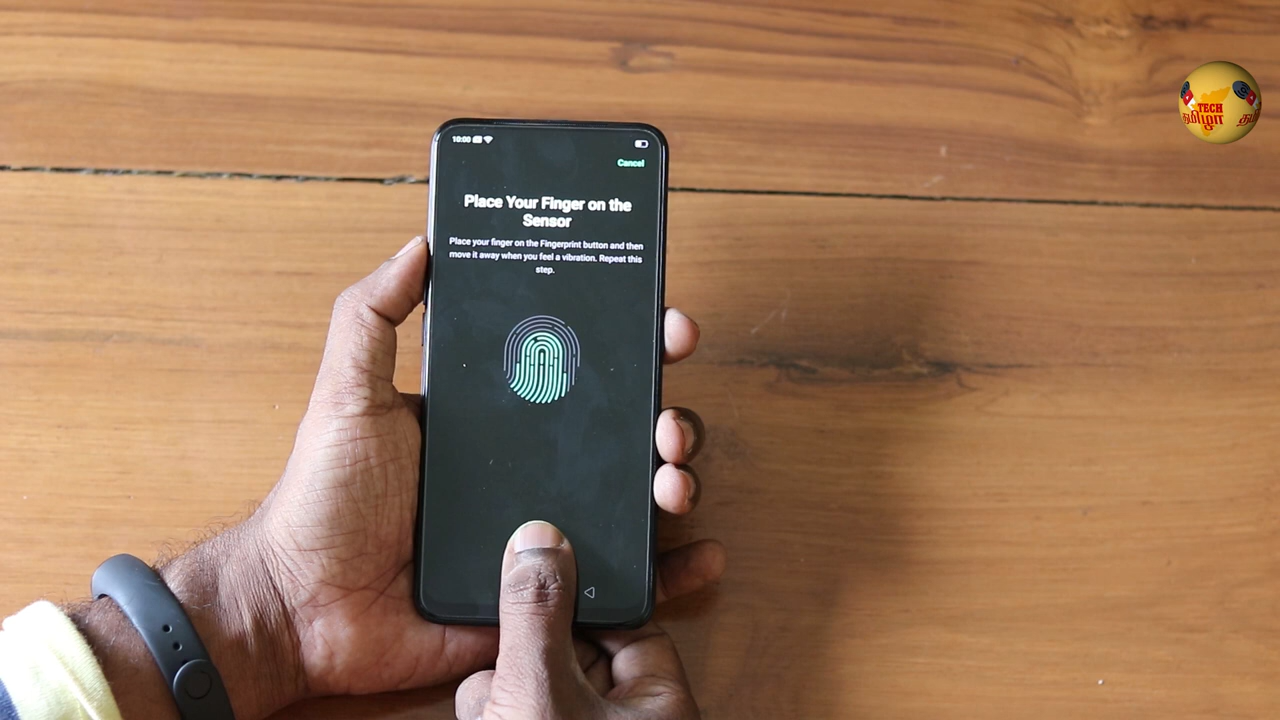 10:00
Cancel
Place Your Finger on the
Sensor
Place your finger on the Fingerprint button and then
move it away when you feel a vibration. Repeat this
step.
TECH
தமிழா